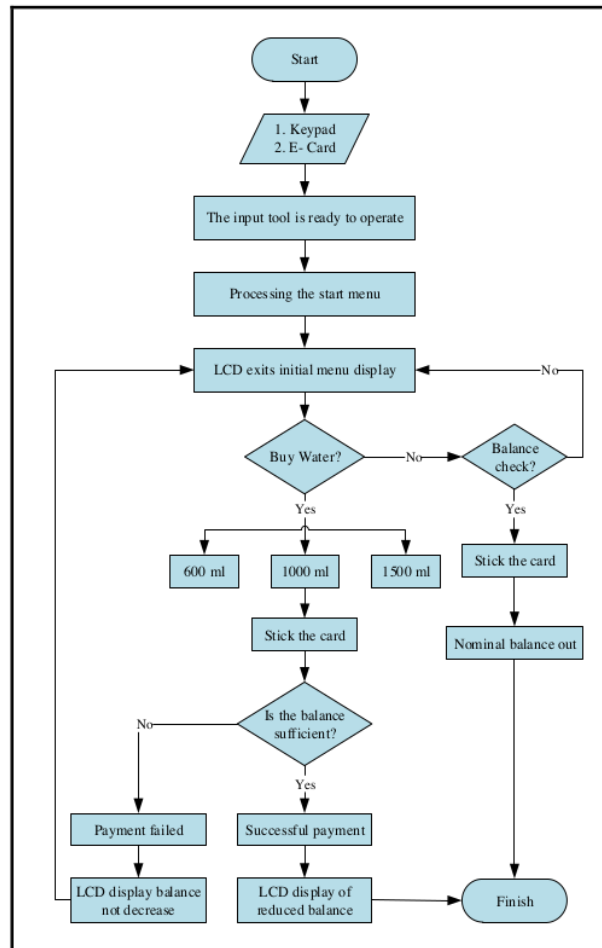 Start
1. Keypad
2. E- Card
The input tool is ready to operate
Processing the start menu
LCD exits initial menu display
No
Buy Water?
No
Balance
check?
Yes
Yes
600 ml
1000 ml
1500 ml
Stick the card
Stick the card
Nominal balance out
Is the balance
sufficient?
No
Yes
Payment failed
Successful payment
LCD display balance
not decrease
LCD display of
reduced balance
Finish